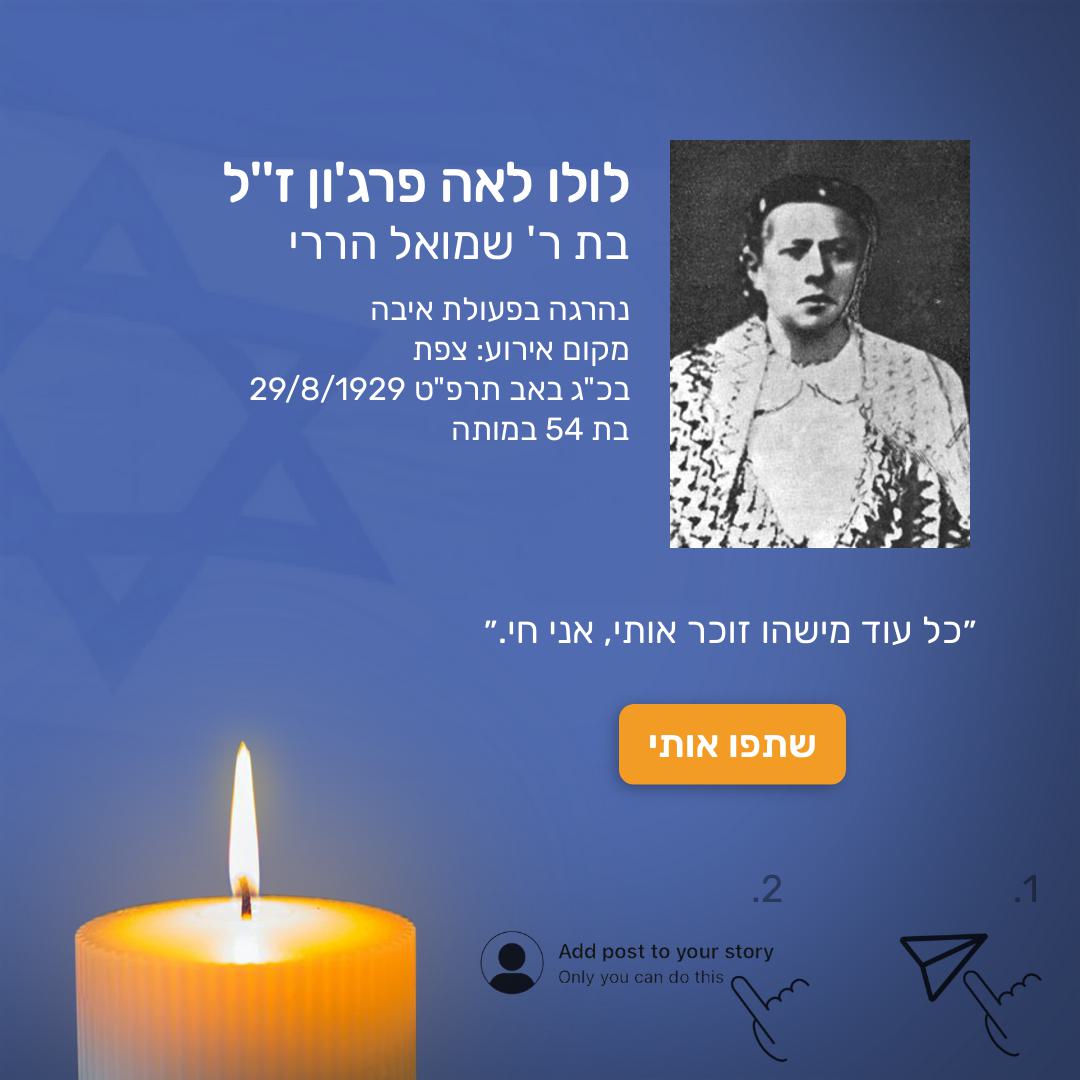 לולו לאה פרג'ון ז"ל
בת ר' שמואל הררי
נהרגה בפעולת איבה
מקום אירוע: צפת
בכ"ג באב תרפ"ט 29/8/1929
בת 54 במותה
״כל עוד מישהו זוכר אותי, אני חי.״
שתפו אותי
1.
2.
Add post to your story
Only you can do this